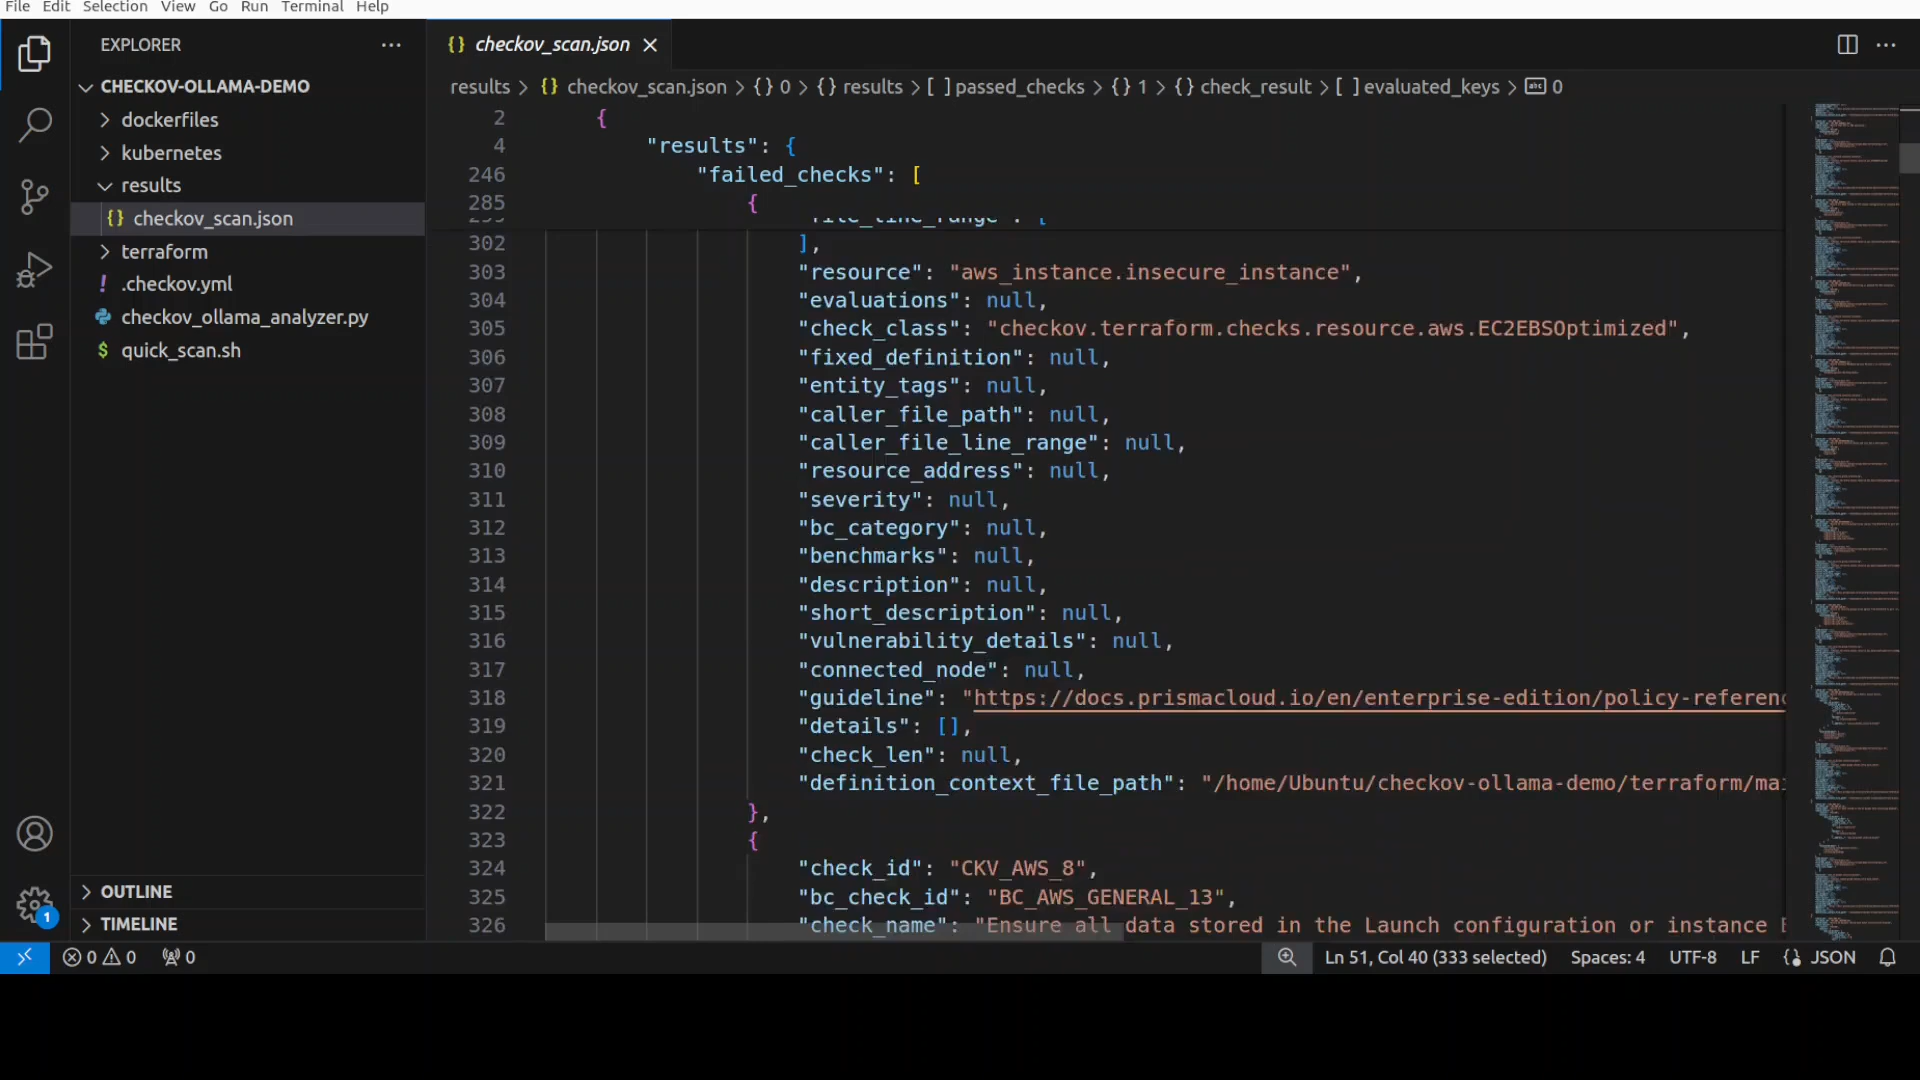 File Edit Selection View Go Run Terminal Help
EXPLORER
CHECKOV-OLLAMA-DEMO
dockerfiles
kubernetes
results
{} checkov_scan.json
terraform
! .checkov.yml
checkov_ollama_analyzer.py
$ quick_scan.sh
OUTLINE
TIMELINE
{} checkov_scan.json
results > {} checkov_scan.json > {} 0 > {} results > [ ] passed_checks > {} 1 > {} check_result > [ ] evaluated_keys > abc 0
2 {
4 "results": {
246 "failed_checks": [
285 {
302 ],
303 "resource": "aws_instance.insecure_instance",
304 "evaluations": null,
305 "check_class": "checkov.terraform.checks.resource.aws.EC2EBSOptimized",
306 "fixed_definition": null,
307 "entity_tags": null,
308 "caller_file_path": null,
309 "caller_file_line_range": null,
310 "resource_address": null,
311 "severity": null,
312 "bc_category": null,
313 "benchmarks": null,
314 "description": null,
315 "short_description": null,
316 "vulnerability_details": null,
317 "connected_node": null,
318 "guideline": "https://docs.prismacloud.io/en/enterprise-edition/policy-referenc
319 "details": [],
320 "check_len": null,
321 "definition_context_file_path": "/home/Ubuntu/checkov-ollama-demo/terraform/mai
322 },
323 {
324 "check_id": "CKV_AWS_8",
325 "bc_check_id": "BC_AWS_GENERAL_13",
326 "check_name": "Ensure all data stored in the Launch configuration or instance
1
0 0 0 Ln 51, Col 40 (333 selected) Spaces: 4 UTF-8 LF {} JSON